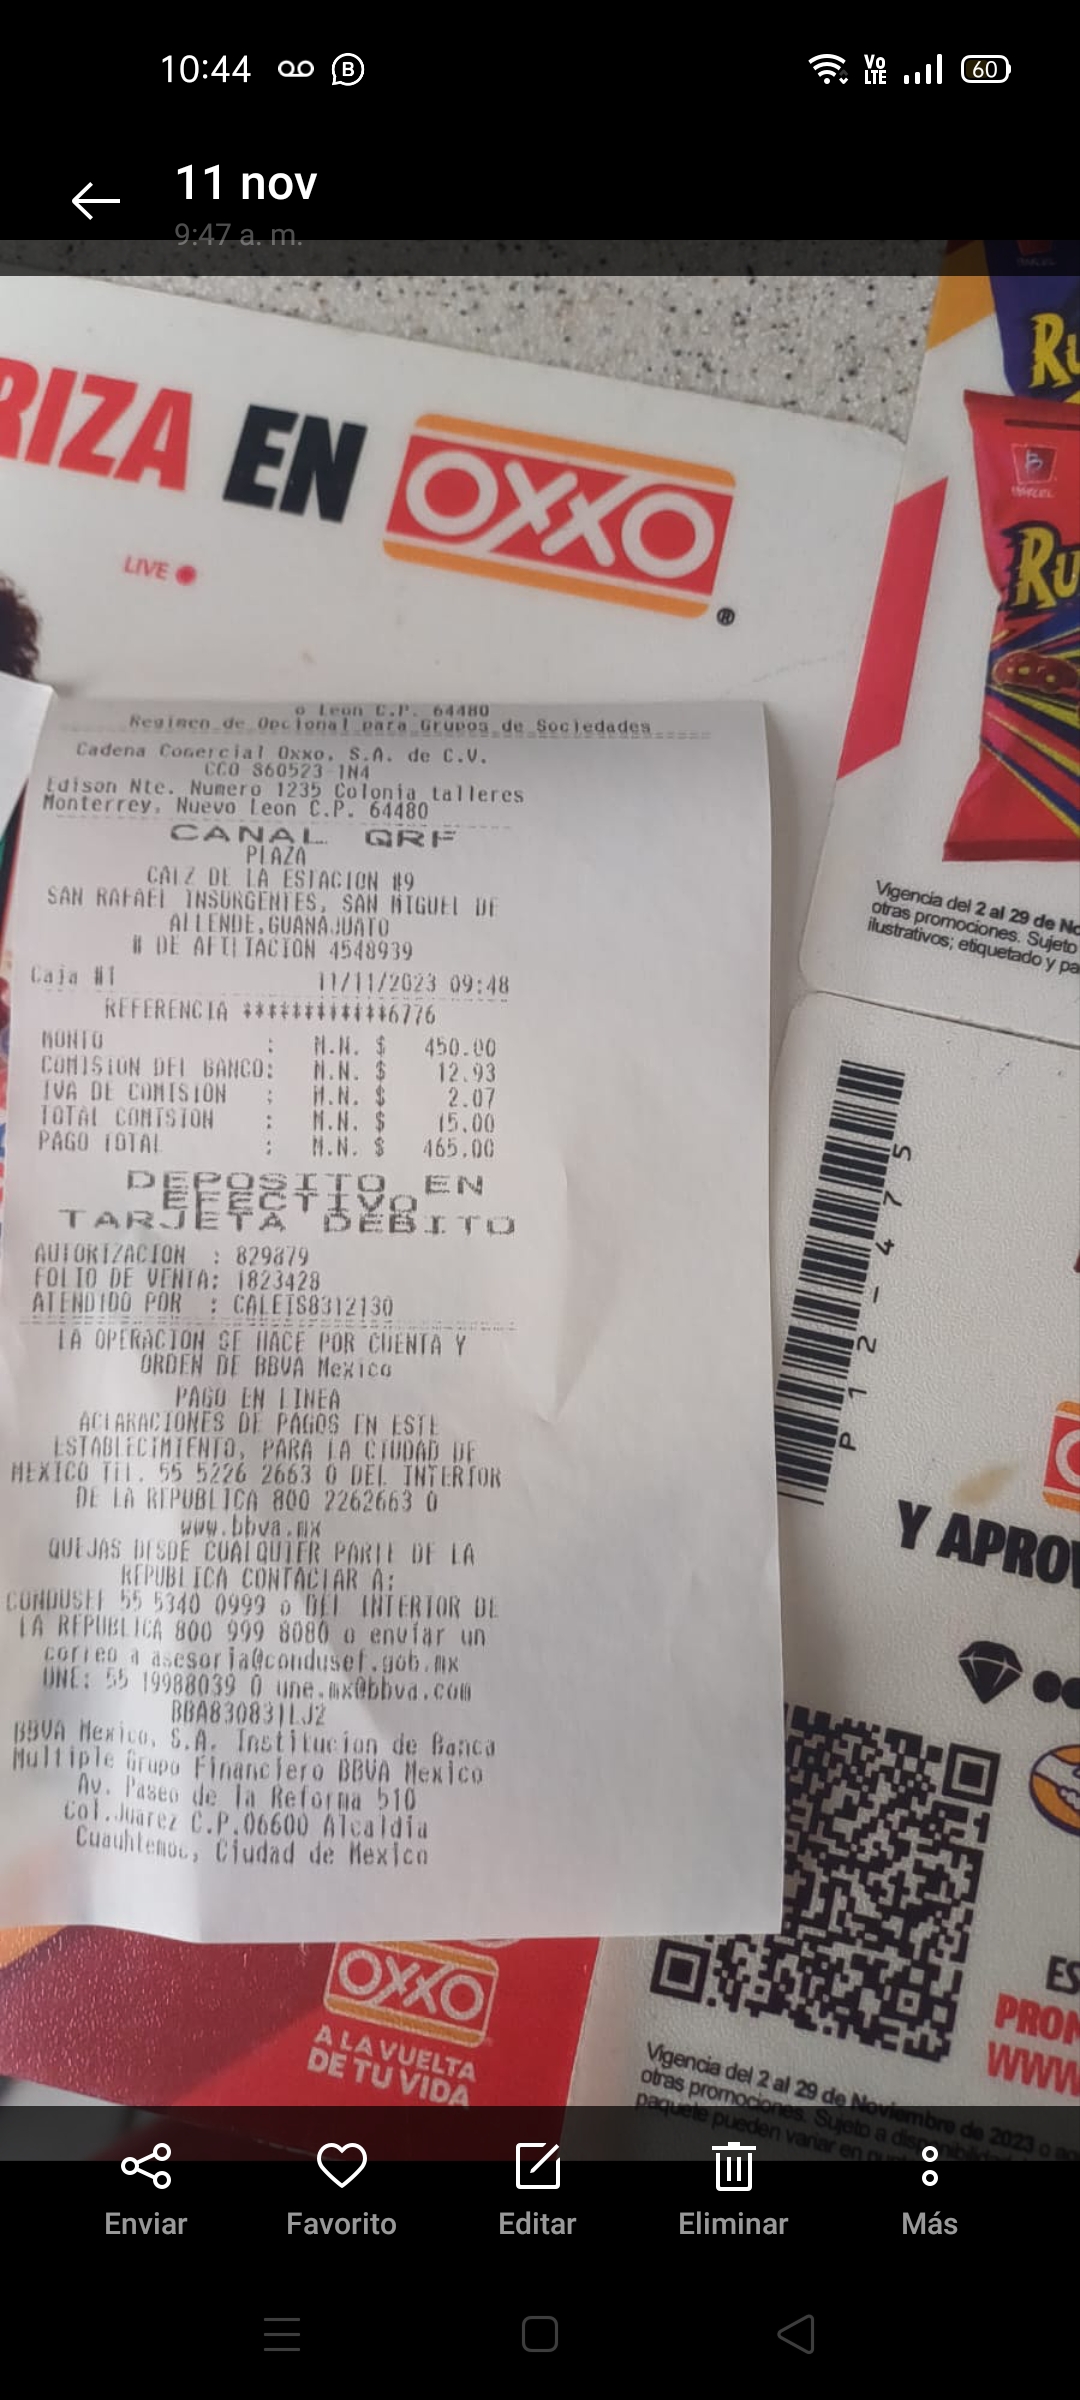 10:44
60
11 nov
9:47 a. m.
RIZA EN OXXO
LIVE
®
Ru
Ru
o Leon C.P. 64480
Regimen de Opcional para Grupos de Sociedades
Cadena Comercial Oxxo, S.A. de C.V.
CCO 860523 1N4
Edison Nte. Numero 1235 Colonia talleres
Monterrey, Nuevo Leon C.P. 64480
CANAL QRF
PLAZA
CALZ DE LA ESTACION #9
SAN RAFAEL INSURGENTES, SAN MIGUEL DE
ALLENDE,GUANAJUATO
# DE AFILIACION 4548939
Caja #1 11/11/2023 09:48
REFERENCIA ************6776
MONTO : M.N. $ 450.00
COMISION DEL BANCO: M.N. $ 12.93
IVA DE COMISION : M.N. $ 2.07
TOTAL COMISION : M.N. $ 15.00
PAGO TOTAL : M.N. $ 465.00
DEPOSITO EN
EFECTIVO
TARJETA DEBITO
AUTORIZACION : 829879
FOLIO DE VENTA: 1823428
ATENDIDO POR : CALEIS8312130
LA OPERACION SE HACE POR CUENTA Y
ORDEN DE BBVA Mexico
PAGO EN LINEA
ACLARACIONES DE PAGOS EN ESTE
ESTABLECIMIENTO, PARA LA CIUDAD DE
MEXICO TEL. 55 5226 2663 O DEL INTERIOR
DE LA REPUBLICA 800 2262663 O
www.bbva.mx
QUEJAS DESDE CUALQUIER PARTE DE LA
REPUBLICA CONTACTAR A:
CONDUSEF 55 5340 0999 o DEL INTERIOR DE
LA REPUBLICA 800 999 8080 o enviar un
correo a asesoria@condusef.gob.mx
UNE: 55 19988039 O une.mx@bbva.com
BBA830831LJ2
BBVA Mexico, S.A. Institucion de Banca
Multiple Grupo Financiero BBVA Mexico
Av. Paseo de la Reforma 510
Col.Juarez C.P.06600 Alcaldia
Cuauhtemoc, Ciudad de Mexico
Vigencia del 2 al 29 de No
otras promociones. Sujeto
ilustrativos; etiquetado y pa
P12-475
Y APROV
ES
PRON
WWW
OXXO
A LA VUELTA
DE TU VIDA
Vigencia del 2 al 29 de Noviembre de 2023 o
otras promociones. Sujeto a disponibilidad
paquete pueden variar en
Enviar
Favorito
Editar
Eliminar
Más